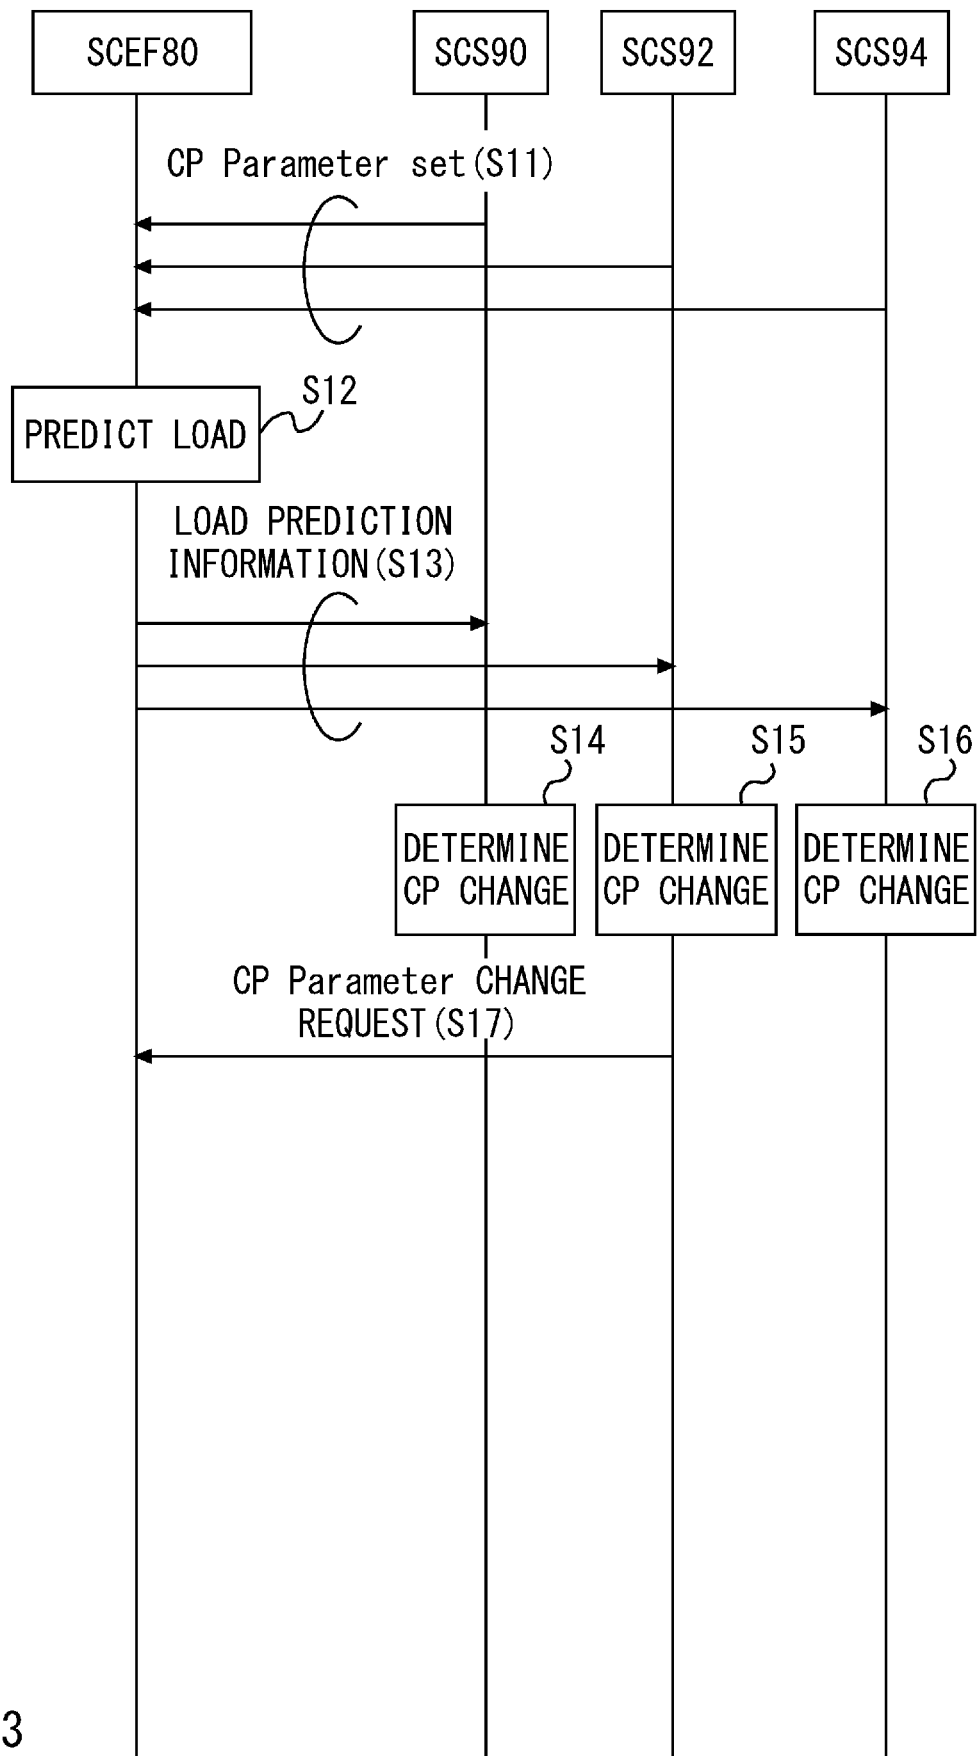 SCEF80
SCS90
SCS92
SCS94
CP Parameter set(S11)
S12
PREDICT LOAD
LOAD PREDICTION
INFORMATION(S13)
S14
S15
S16
DETERMINE
CP CHANGE
DETERMINE
CP CHANGE
DETERMINE
CP CHANGE
CP Parameter CHANGE
REQUEST(S17)
3